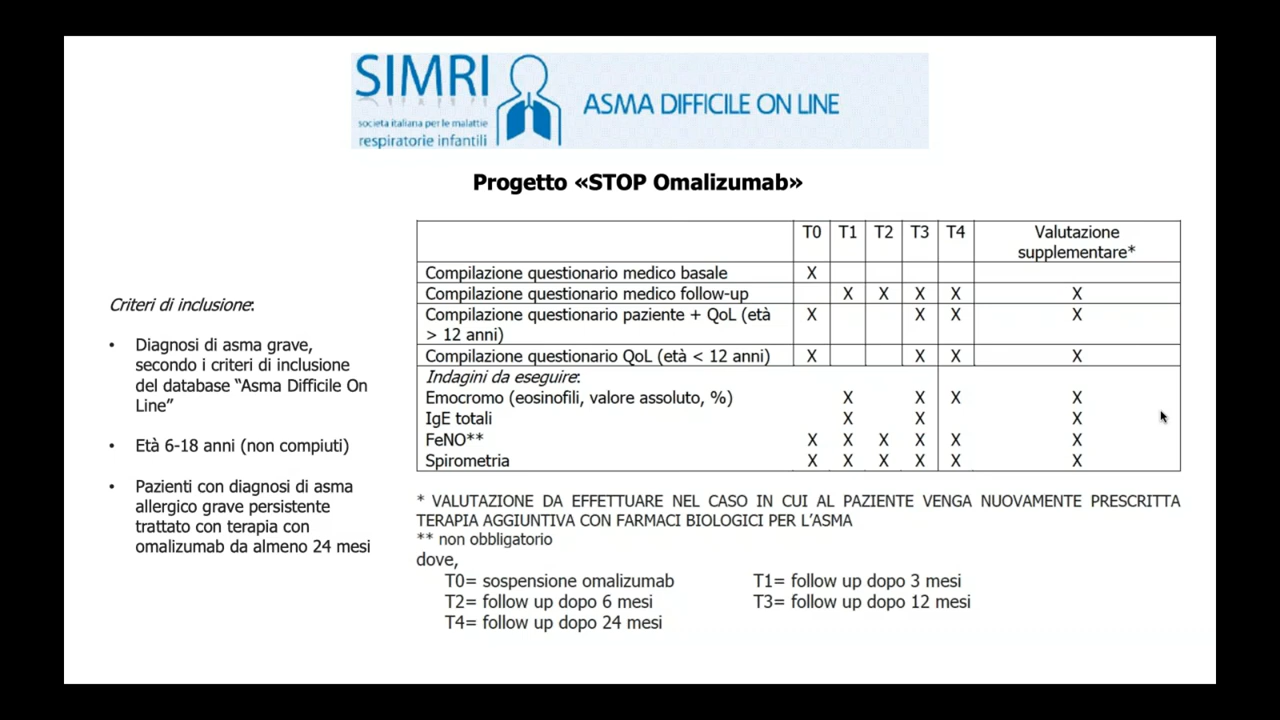 SIMRI
società italiana per le malattie
respiratorie infantili
ASMA DIFFICILE ON LINE
Progetto «STOP Omalizumab»
Criteri di inclusione:
• Diagnosi di asma grave,
secondo i criteri di inclusione
del database “Asma Difficile On
Line”
• Età 6-18 anni (non compiuti)
• Pazienti con diagnosi di asma
allergico grave persistente
trattato con terapia con
omalizumab da almeno 24 mesi
T0 T1 T2 T3 T4 Valutazione
supplementare*
Compilazione questionario medico basale X
Compilazione questionario medico follow-up X X X X X
Compilazione questionario paziente + QoL (età X X X X
> 12 anni)
Compilazione questionario QoL (età < 12 anni) X X X X
Indagini da eseguire:
Emocromo (eosinofili, valore assoluto, %) X X X X
IgE totali X X X
FeNO** X X X X X X
Spirometria X X X X X X
* VALUTAZIONE DA EFFETTUARE NEL CASO IN CUI AL PAZIENTE VENGA NUOVAMENTE PRESCRITTA
TERAPIA AGGIUNTIVA CON FARMACI BIOLOGICI PER L’ASMA
** non obbligatorio
dove,
T0= sospensione omalizumab T1= follow up dopo 3 mesi
T2= follow up dopo 6 mesi T3= follow up dopo 12 mesi
T4= follow up dopo 24 mesi